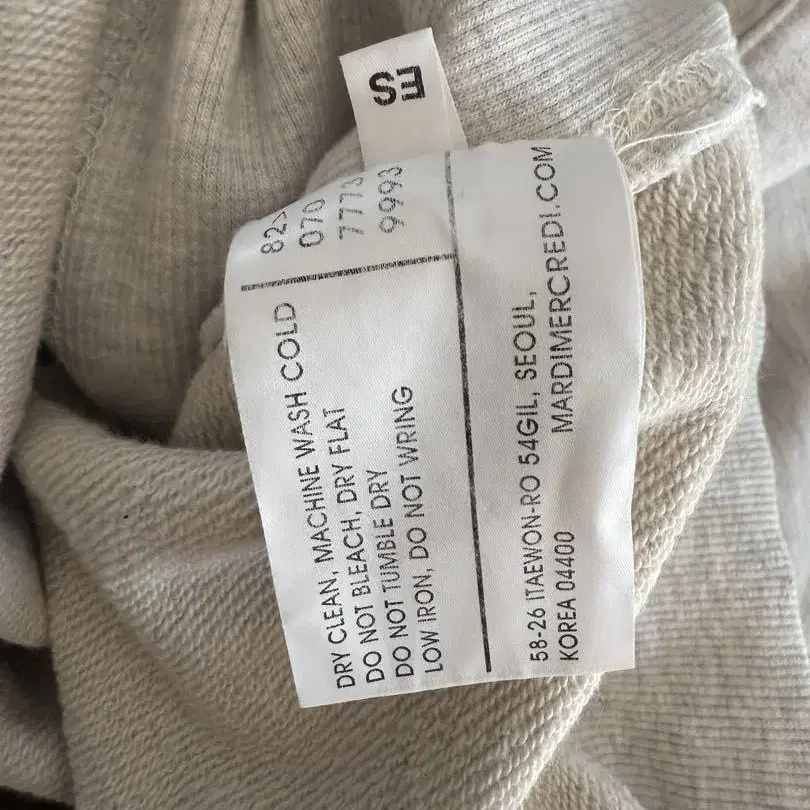 DRY CLEAN, MACHINE WASH COLD
DO NOT BLEACH, DRY FLAT
DO NOT TUMBLE DRY
LOW IRON, DO NOT WRING
82>
070
7773
9993
58-26 ITAEWON-RO 54GIL, SEOUL,
KOREA 04400
MARDIMERCREDI.COM